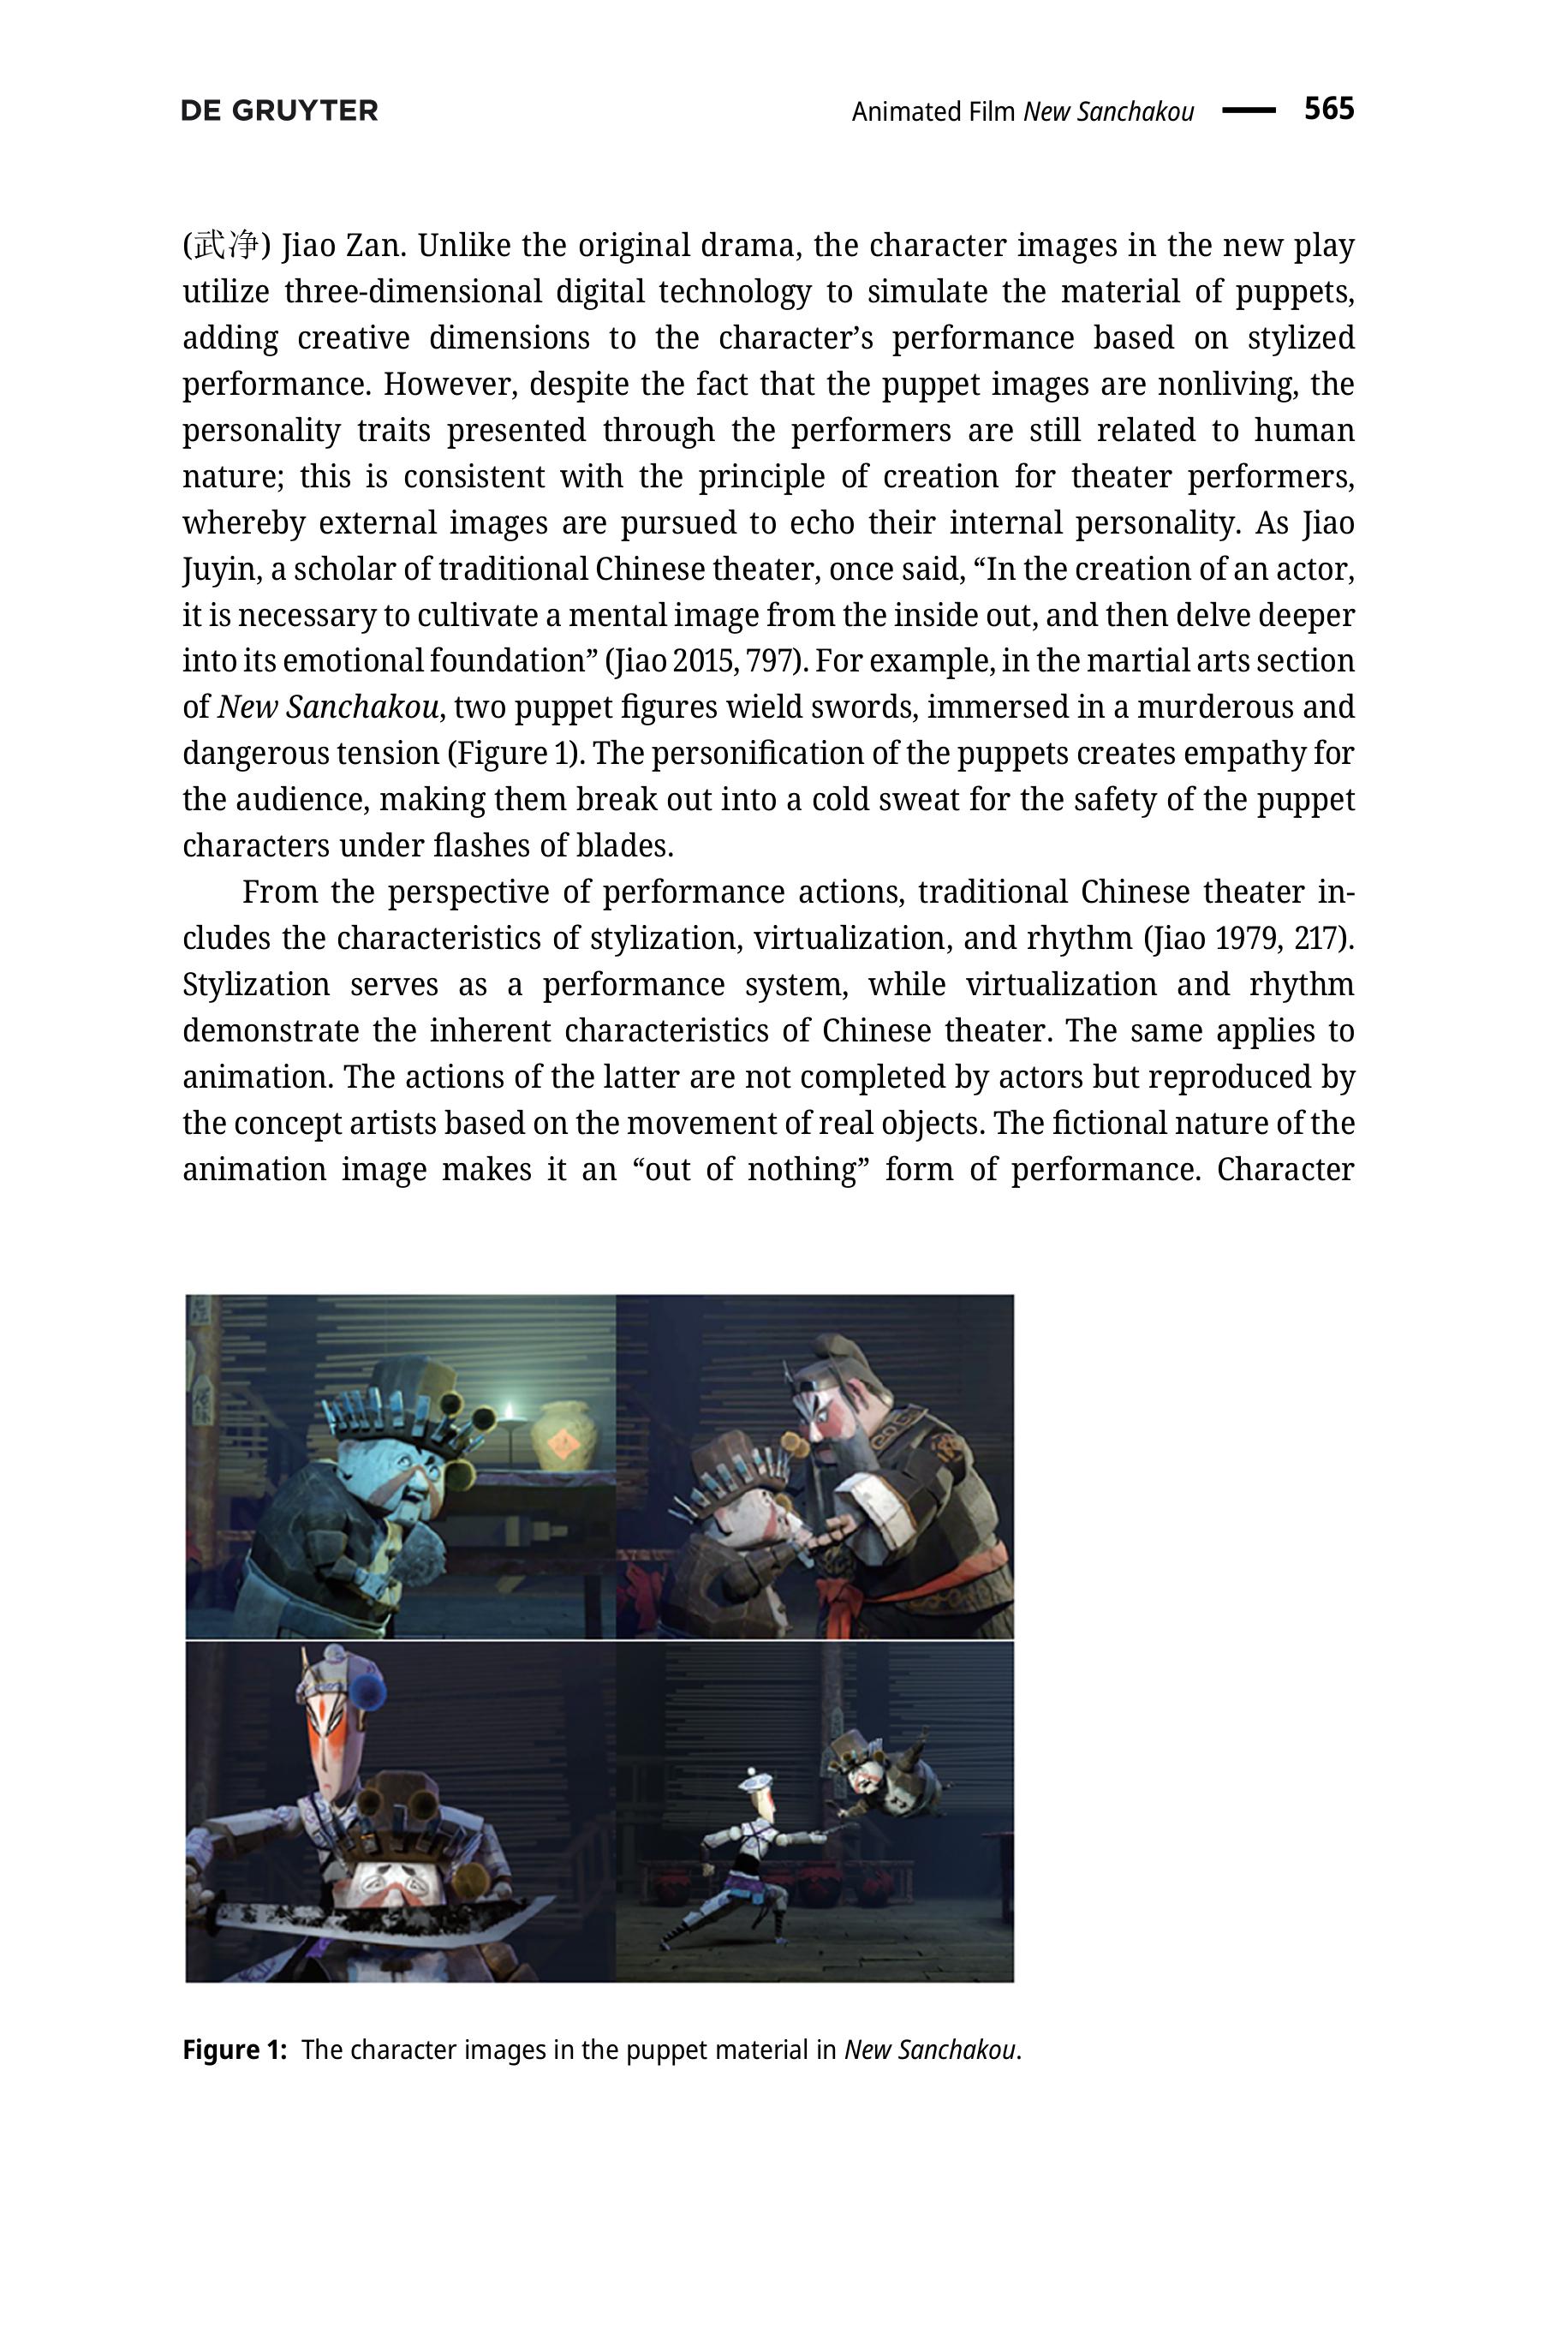 DE GRUYTER
Animated Film New Sanchakou — 565
(武净) Jiao Zan. Unlike the original drama, the character images in the new play
utilize three-dimensional digital technology to simulate the material of puppets,
adding creative dimensions to the character’s performance based on stylized
performance. However, despite the fact that the puppet images are nonliving, the
personality traits presented through the performers are still related to human
nature; this is consistent with the principle of creation for theater performers,
whereby external images are pursued to echo their internal personality. As Jiao
Juyin, a scholar of traditional Chinese theater, once said, “In the creation of an actor,
it is necessary to cultivate a mental image from the inside out, and then delve deeper
into its emotional foundation” (Jiao 2015, 797). For example, in the martial arts section
of New Sanchakou, two puppet figures wield swords, immersed in a murderous and
dangerous tension (Figure 1). The personification of the puppets creates empathy for
the audience, making them break out into a cold sweat for the safety of the puppet
characters under flashes of blades.
From the perspective of performance actions, traditional Chinese theater in-
cludes the characteristics of stylization, virtualization, and rhythm (Jiao 1979, 217).
Stylization serves as a performance system, while virtualization and rhythm
demonstrate the inherent characteristics of Chinese theater. The same applies to
animation. The actions of the latter are not completed by actors but reproduced by
the concept artists based on the movement of real objects. The fictional nature of the
animation image makes it an “out of nothing” form of performance. Character
Figure 1: The character images in the puppet material in New Sanchakou.